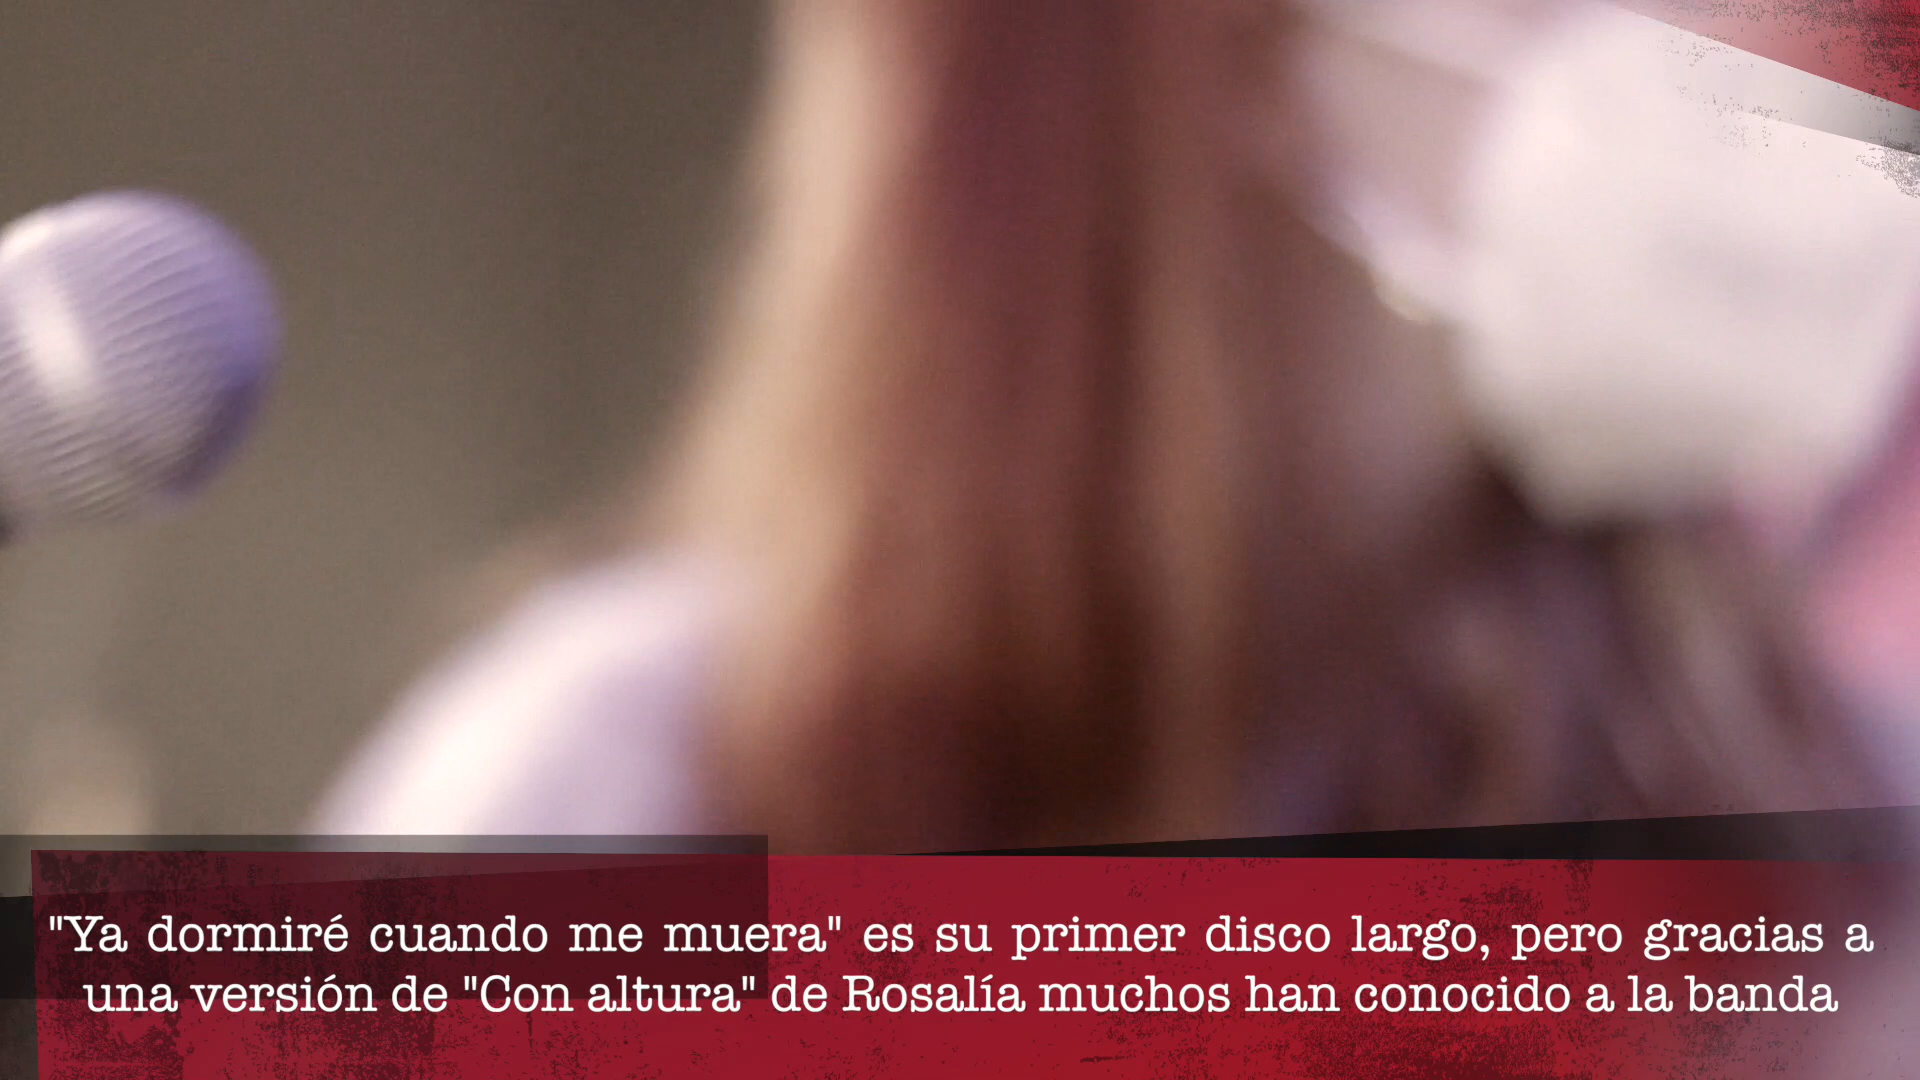 "Ya dormiré cuando me muera" es su primer disco largo, pero gracias a
una versión de "Con altura" de Rosalía muchos han conocido a la banda